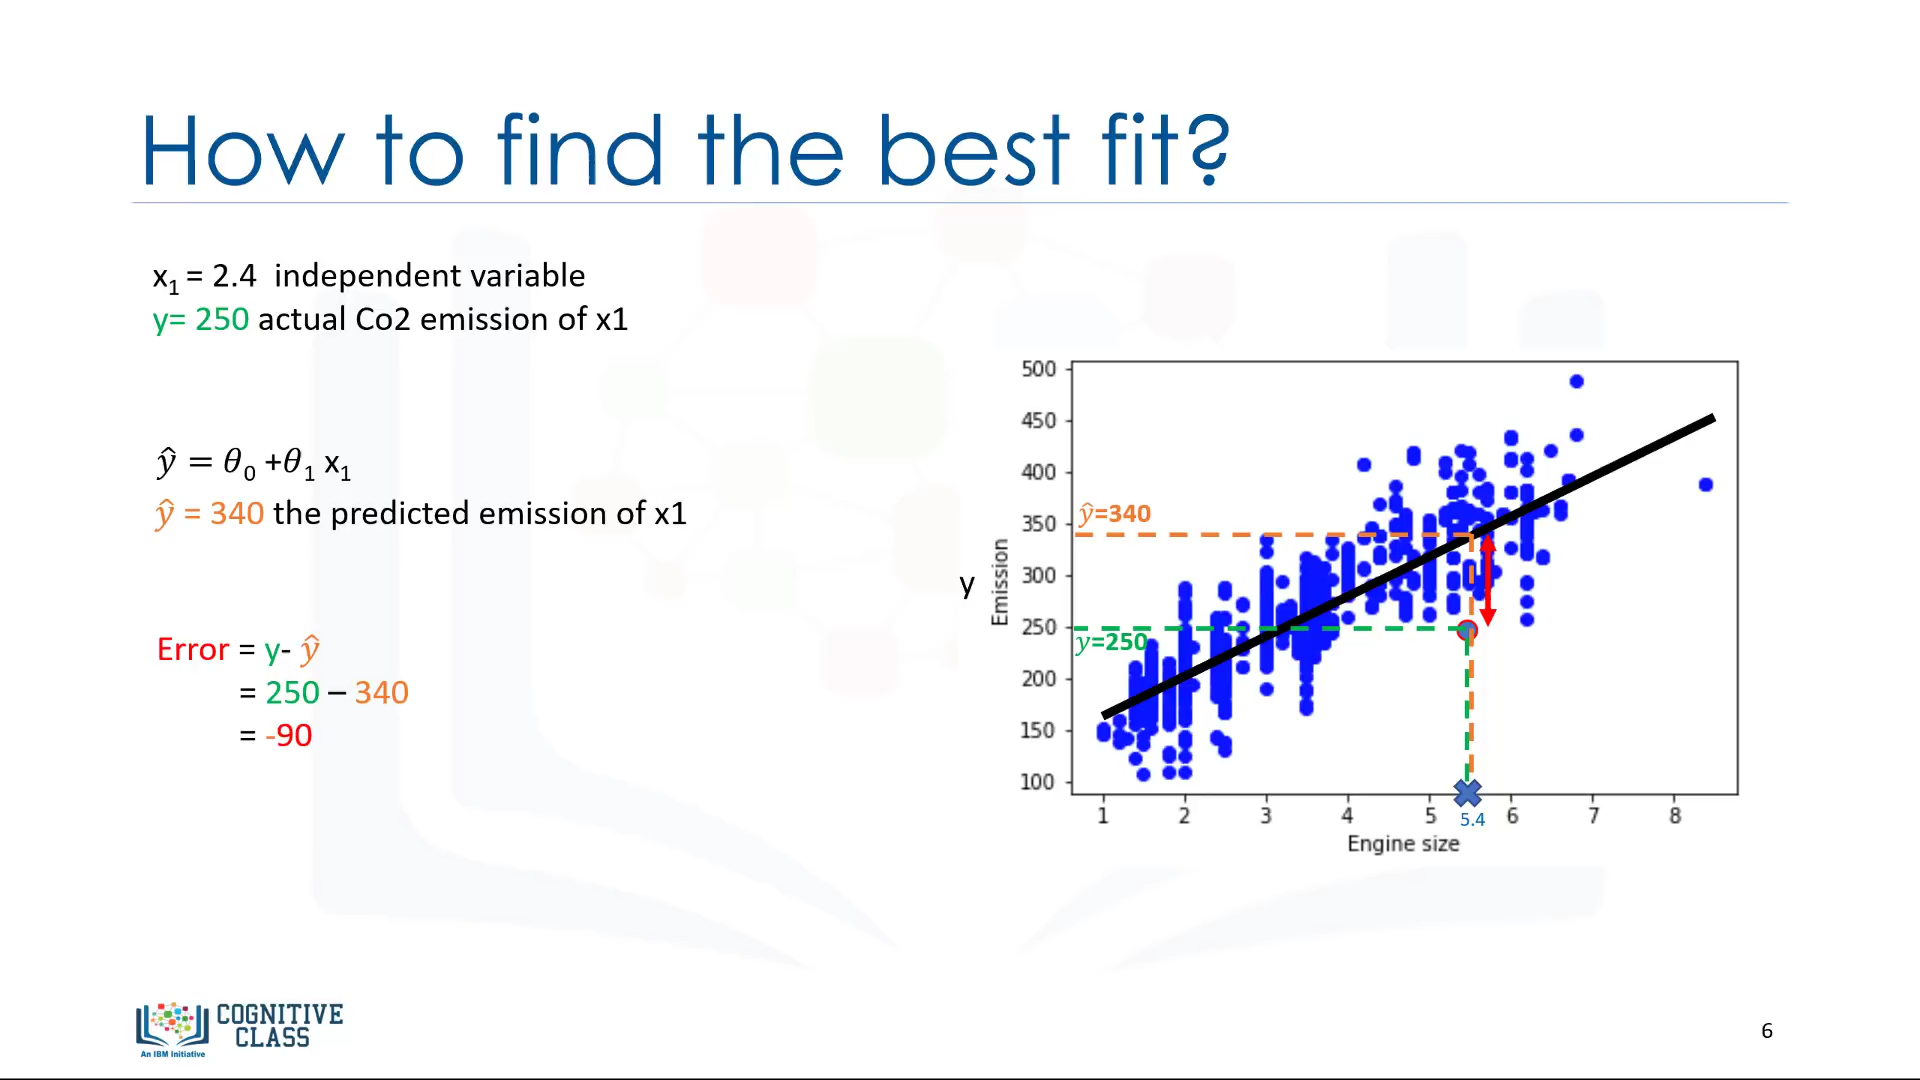 How to find the best fit?
x₁ = 2.4 independent variable
y= 250 actual Co2 emission of x1
ŷ = θ₀ +θ₁ x₁
ŷ = 340 the predicted emission of x1
Error = y- ŷ
= 250 – 340
= -90
y
Emission
500
450
400
350
300
250
200
150
100
ŷ=340
y=250
1
2
3
4
5
5.4
6
7
8
Engine size
COGNITIVE
CLASS
An IBM Initiative
6